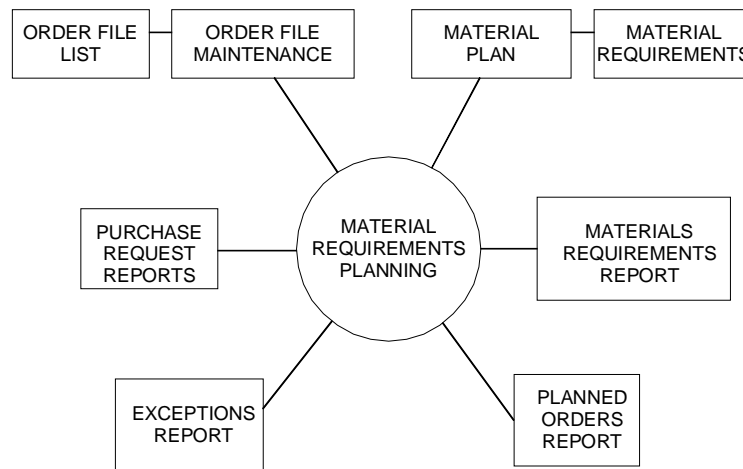 ORDER FILE
LIST
ORDER FILE
MAINTENANCE
MATERIAL
PLAN
MATERIAL
REQUIREMENTS
PURCHASE
REQUEST
REPORTS
MATERIAL
REQUIREMENTS
PLANNING
MATERIALS
REQUIREMENTS
REPORT
EXCEPTIONS
REPORT
PLANNED
ORDERS
REPORT